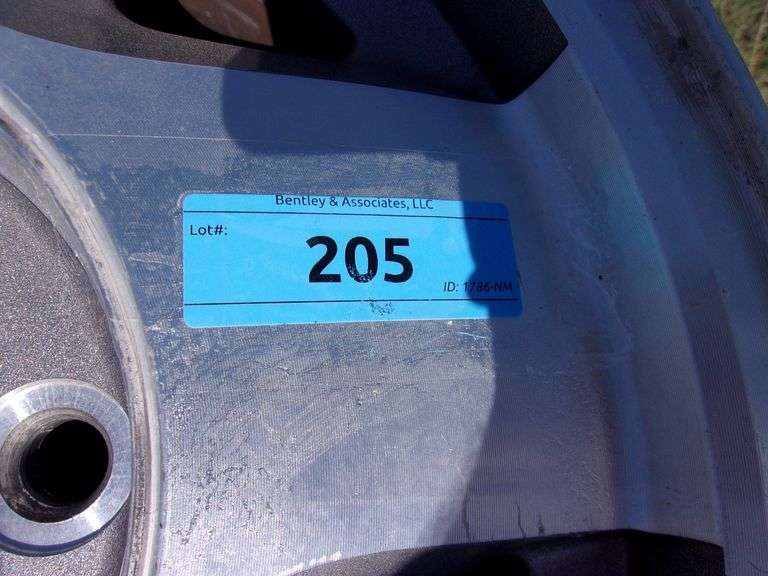 Bentley & Associates, LLC
Lot#:
205
ID: 1786-NM